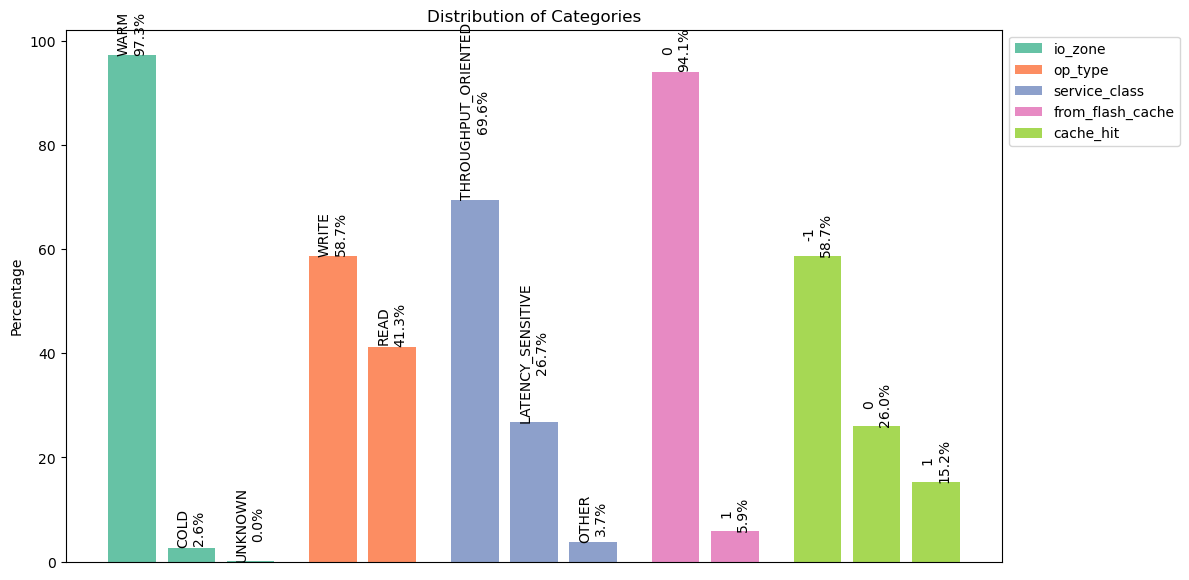 Distribution of Categories
Percentage
100
80
60
40
20
0
WARM
97.3%
COLD
2.6%
UNKNOWN
0.0%
WRITE
58.7%
READ
41.3%
THROUGHPUT_ORIENTED
69.6%
LATENCY_SENSITIVE
26.7%
OTHER
3.7%
0
94.1%
1
5.9%
-1
58.7%
0
26.0%
1
15.2%
io_zone
op_type
service_class
from_flash_cache
cache_hit